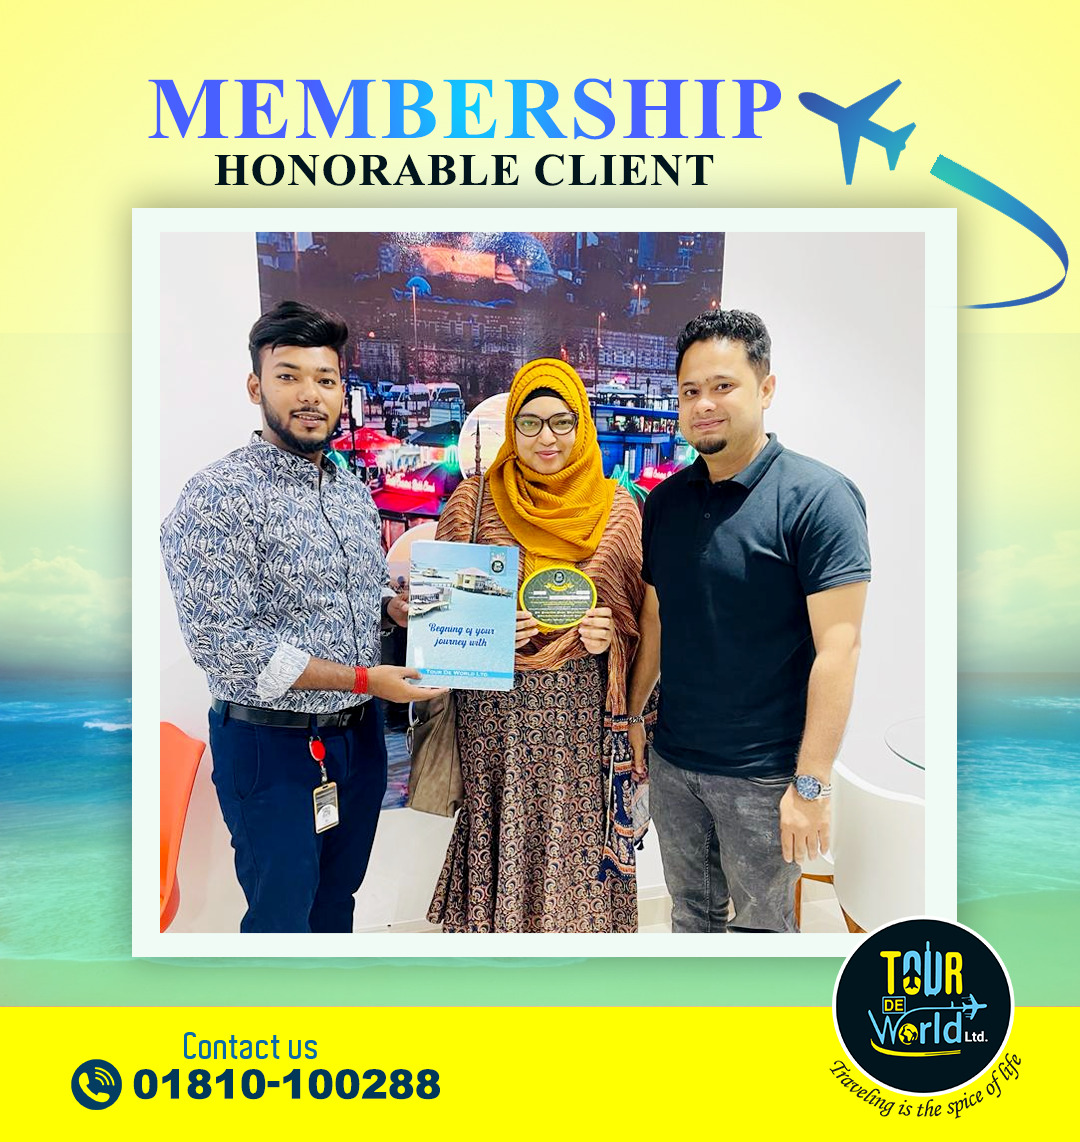 MEMBERSHIP
HONORABLE CLIENT
Begning of your
journey with
TOUR DE WORLD LTD
Contact us
01810-100288
TOUR
DE
World Ltd.
Traveling is the spice of life